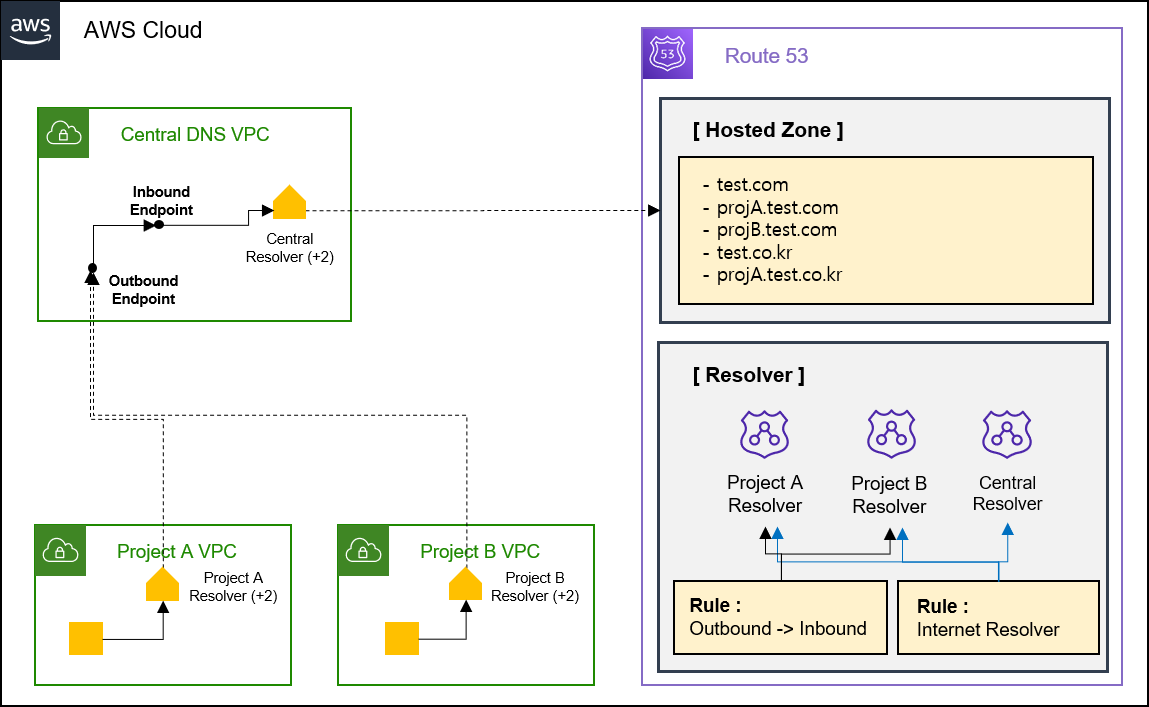 aws
AWS Cloud
53
Route 53
Central DNS VPC
Inbound
Endpoint
Central
Resolver (+2)
Outbound
Endpoint
[ Hosted Zone ]
- test.com
- projA.test.com
- projB.test.com
- test.co.kr
- projA.test.co.kr
[ Resolver ]
Project A
Resolver
Project B
Resolver
Central
Resolver
Rule :
Outbound -> Inbound
Rule :
Internet Resolver
Project A VPC
Project A
Resolver (+2)
Project B VPC
Project B
Resolver (+2)